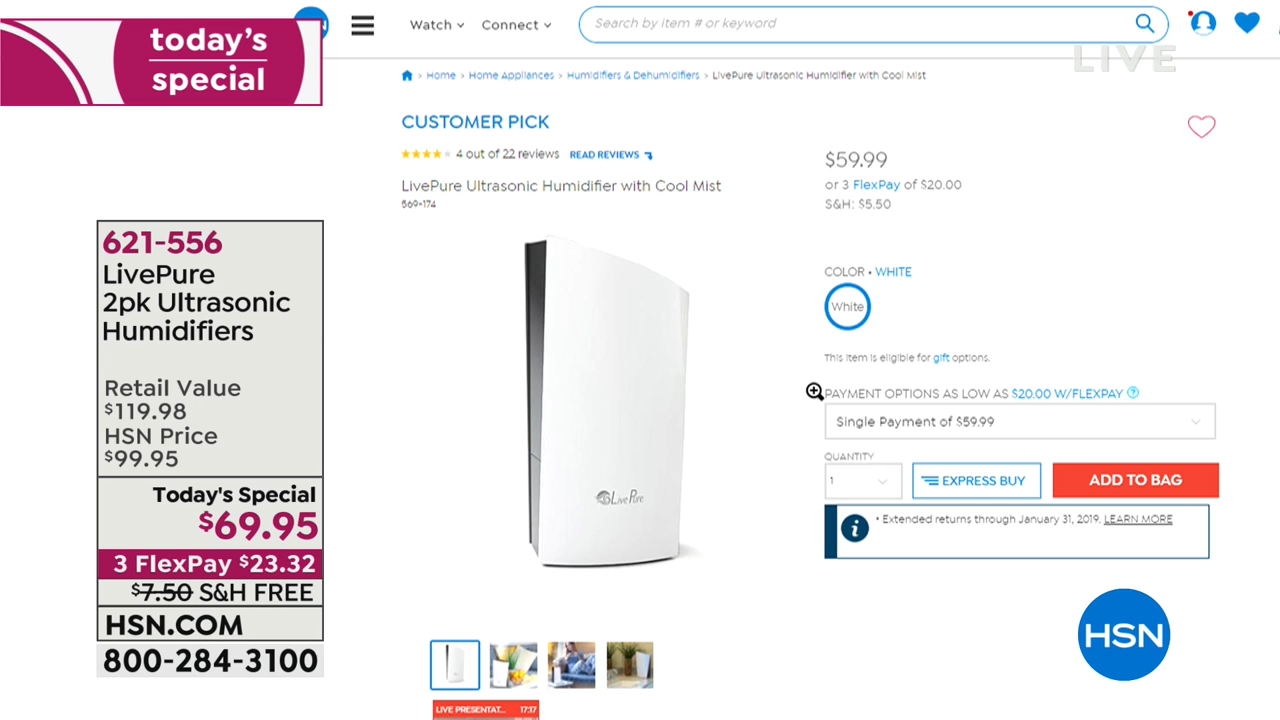 today's
special
Watch
Connect
Search by item # or keyword
LIVE
Home > Home Appliances > Humidifiers & Dehumidifiers > LivePure Ultrasonic Humidifier with Cool Mist
CUSTOMER PICK
4 out of 22 reviews READ REVIEWS
LivePure Ultrasonic Humidifier with Cool Mist
569-174
$59.99
or 3 FlexPay of $20.00
S&H: $5.50
COLOR • WHITE
White
This item is eligible for gift options.
PAYMENT OPTIONS AS LOW AS $20.00 W/FLEXPAY ?
Single Payment of $59.99
QUANTITY
1
EXPRESS BUY
ADD TO BAG
i
• Extended returns through January 31, 2019. LEARN MORE
Live Pure
621-556
LivePure
2pk Ultrasonic
Humidifiers
Retail Value
$119.98
HSN Price
$99.95
Today's Special
$69.95
3 FlexPay $23.32
$7.50 S&H FREE
HSN.COM
800-284-3100
HSN
LIVE PRESENTAT... 17:17